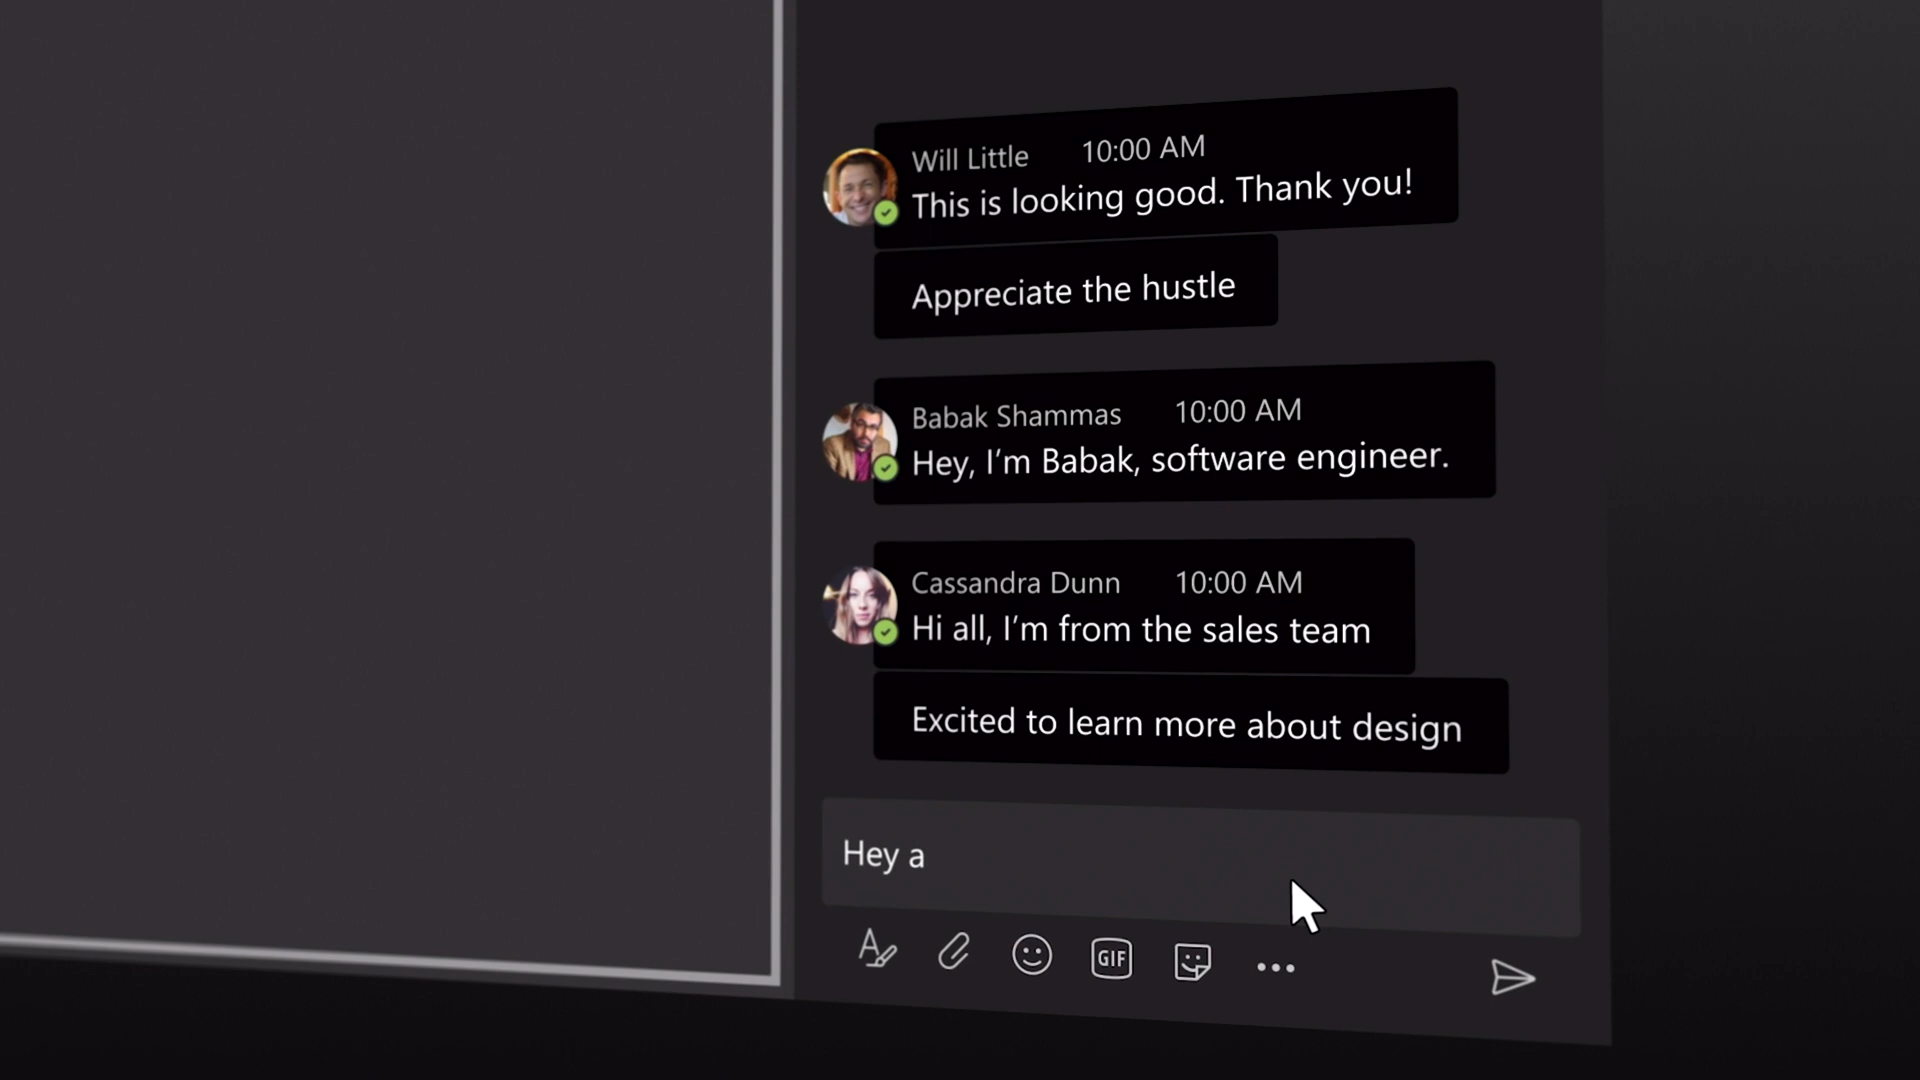 Will Little 10:00 AM
This is looking good. Thank you!
Appreciate the hustle
Babak Shammas 10:00 AM
Hey, I’m Babak, software engineer.
Cassandra Dunn 10:00 AM
Hi all, I’m from the sales team
Excited to learn more about design
Hey a
GIF